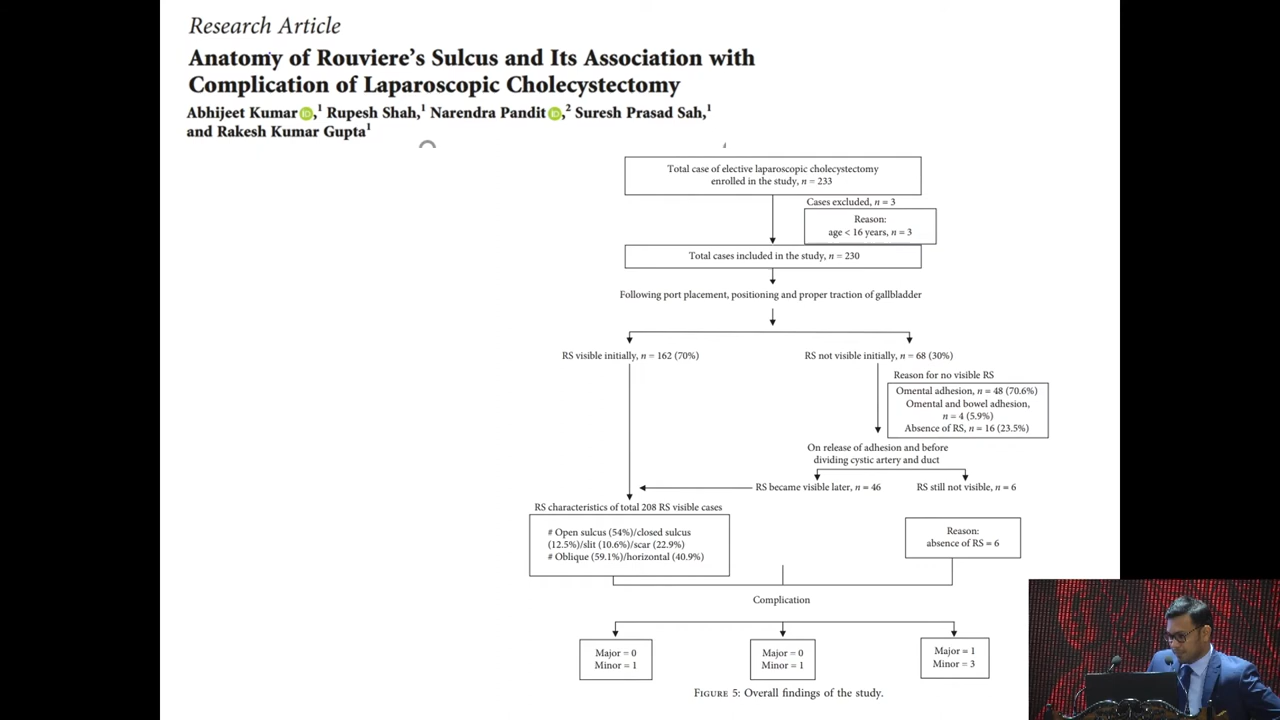 Research Article
Anatomy of Rouviere's Sulcus and Its Association with
Complication of Laparoscopic Cholecystectomy
Abhijeet Kumar iD,1 Rupesh Shah,1 Narendra Pandit iD,2 Suresh Prasad Sah,1
and Rakesh Kumar Gupta1
Total case of elective laparoscopic cholecystectomy
enrolled in the study, n = 233
Cases excluded, n = 3
Reason:
age < 16 years, n = 3
Total cases included in the study, n = 230
Following port placement, positioning and proper traction of gallbladder
RS visible initially, n = 162 (70%)
RS not visible initially, n = 68 (30%)
Reason for no visible RS
Omental adhesion, n = 48 (70.6%)
Omental and bowel adhesion,
n = 4 (5.9%)
Absence of RS, n = 16 (23.5%)
On release of adhesion and before
dividing cystic artery and duct
RS became visible later, n = 46
RS still not visible, n = 6
RS characteristics of total 208 RS visible cases
# Open sulcus (54%)/closed sulcus
(12.5%)/slit (10.6%)/scar (22.9%)
# Oblique (59.1%)/horizontal (40.9%)
Reason:
absence of RS = 6
Complication
Major = 0
Minor = 1
Major = 0
Minor = 1
Major = 1
Minor = 3
FIGURE 5: Overall findings of the study.